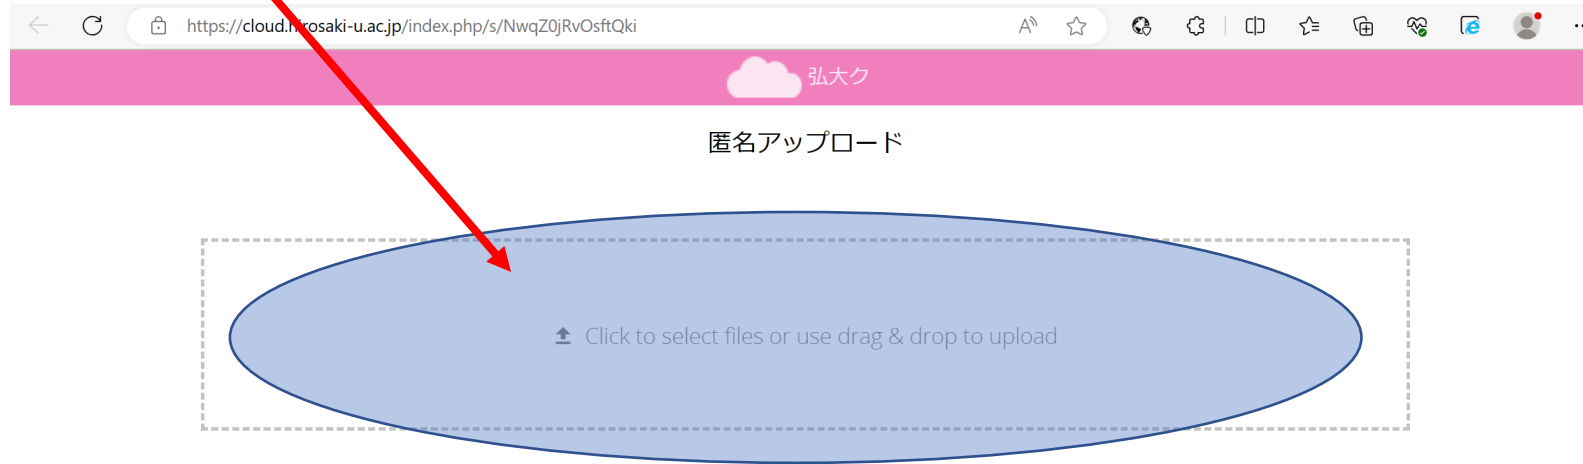 https://cloud.hirosaki-u.ac.jp/index.php/s/NwqZ0jRvOsftQki
弘大ク
匿名アップロード
Click to select files or use drag & drop to upload